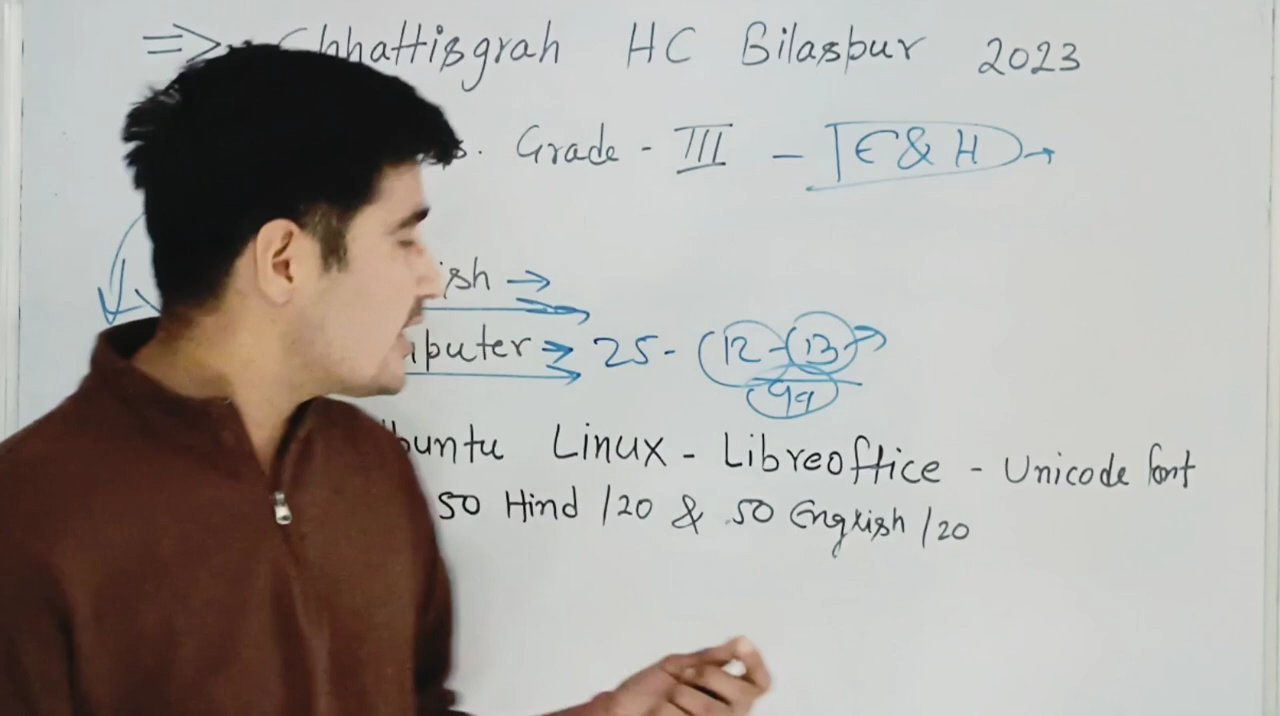 => Chhattisgrah HC Bilaspur 2023
Grade - III - E & H →
ish →
puter → 25 - (12 - (13) →
99
buntu Linux - Libreoffice - Unicode font
50 Hind /20 & 50 English /20